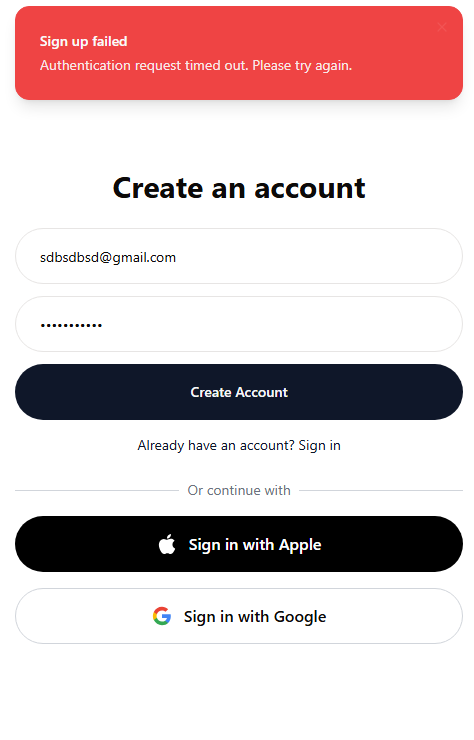 Sign up failed
Authentication request timed out. Please try again.
Create an account
sdbsdbsd@gmail.com
•••••••••••
Create Account
Already have an account? Sign in
Or continue with
Sign in with Apple
Sign in with Google